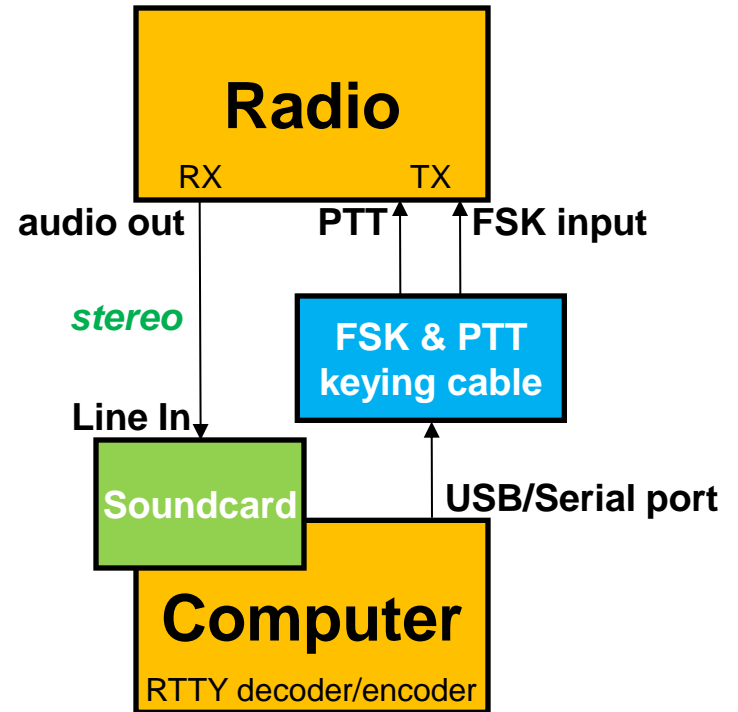 Radio
RX
TX
audio out
PTT
FSK input
stereo
FSK & PTT
keying cable
Line In
Soundcard
USB/Serial port
Computer
RTTY decoder/encoder